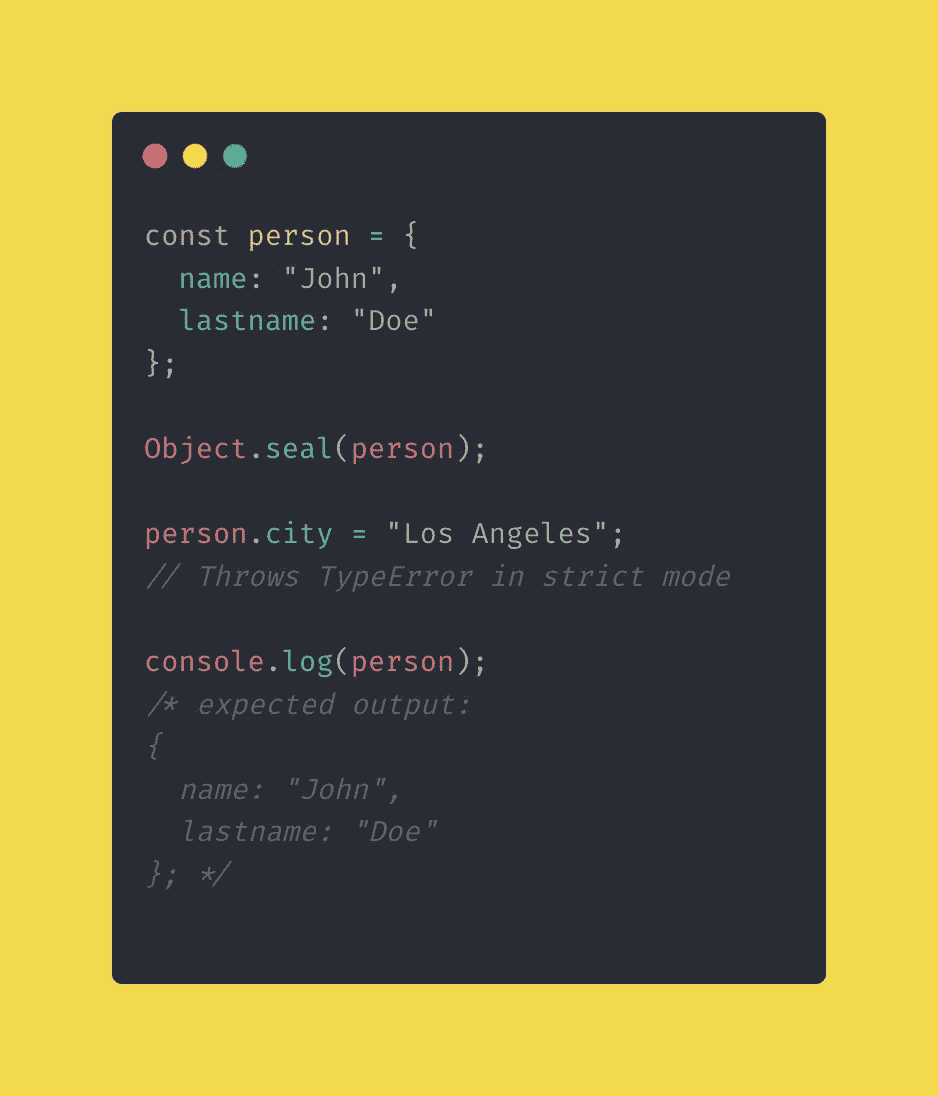 const person = {
  name: "John",
  lastname: "Doe"
};

Object.seal(person);

person.city = "Los Angeles";
// Throws TypeError in strict mode

console.log(person);
/* expected output:
{
  name: "John",
  lastname: "Doe"
}; */